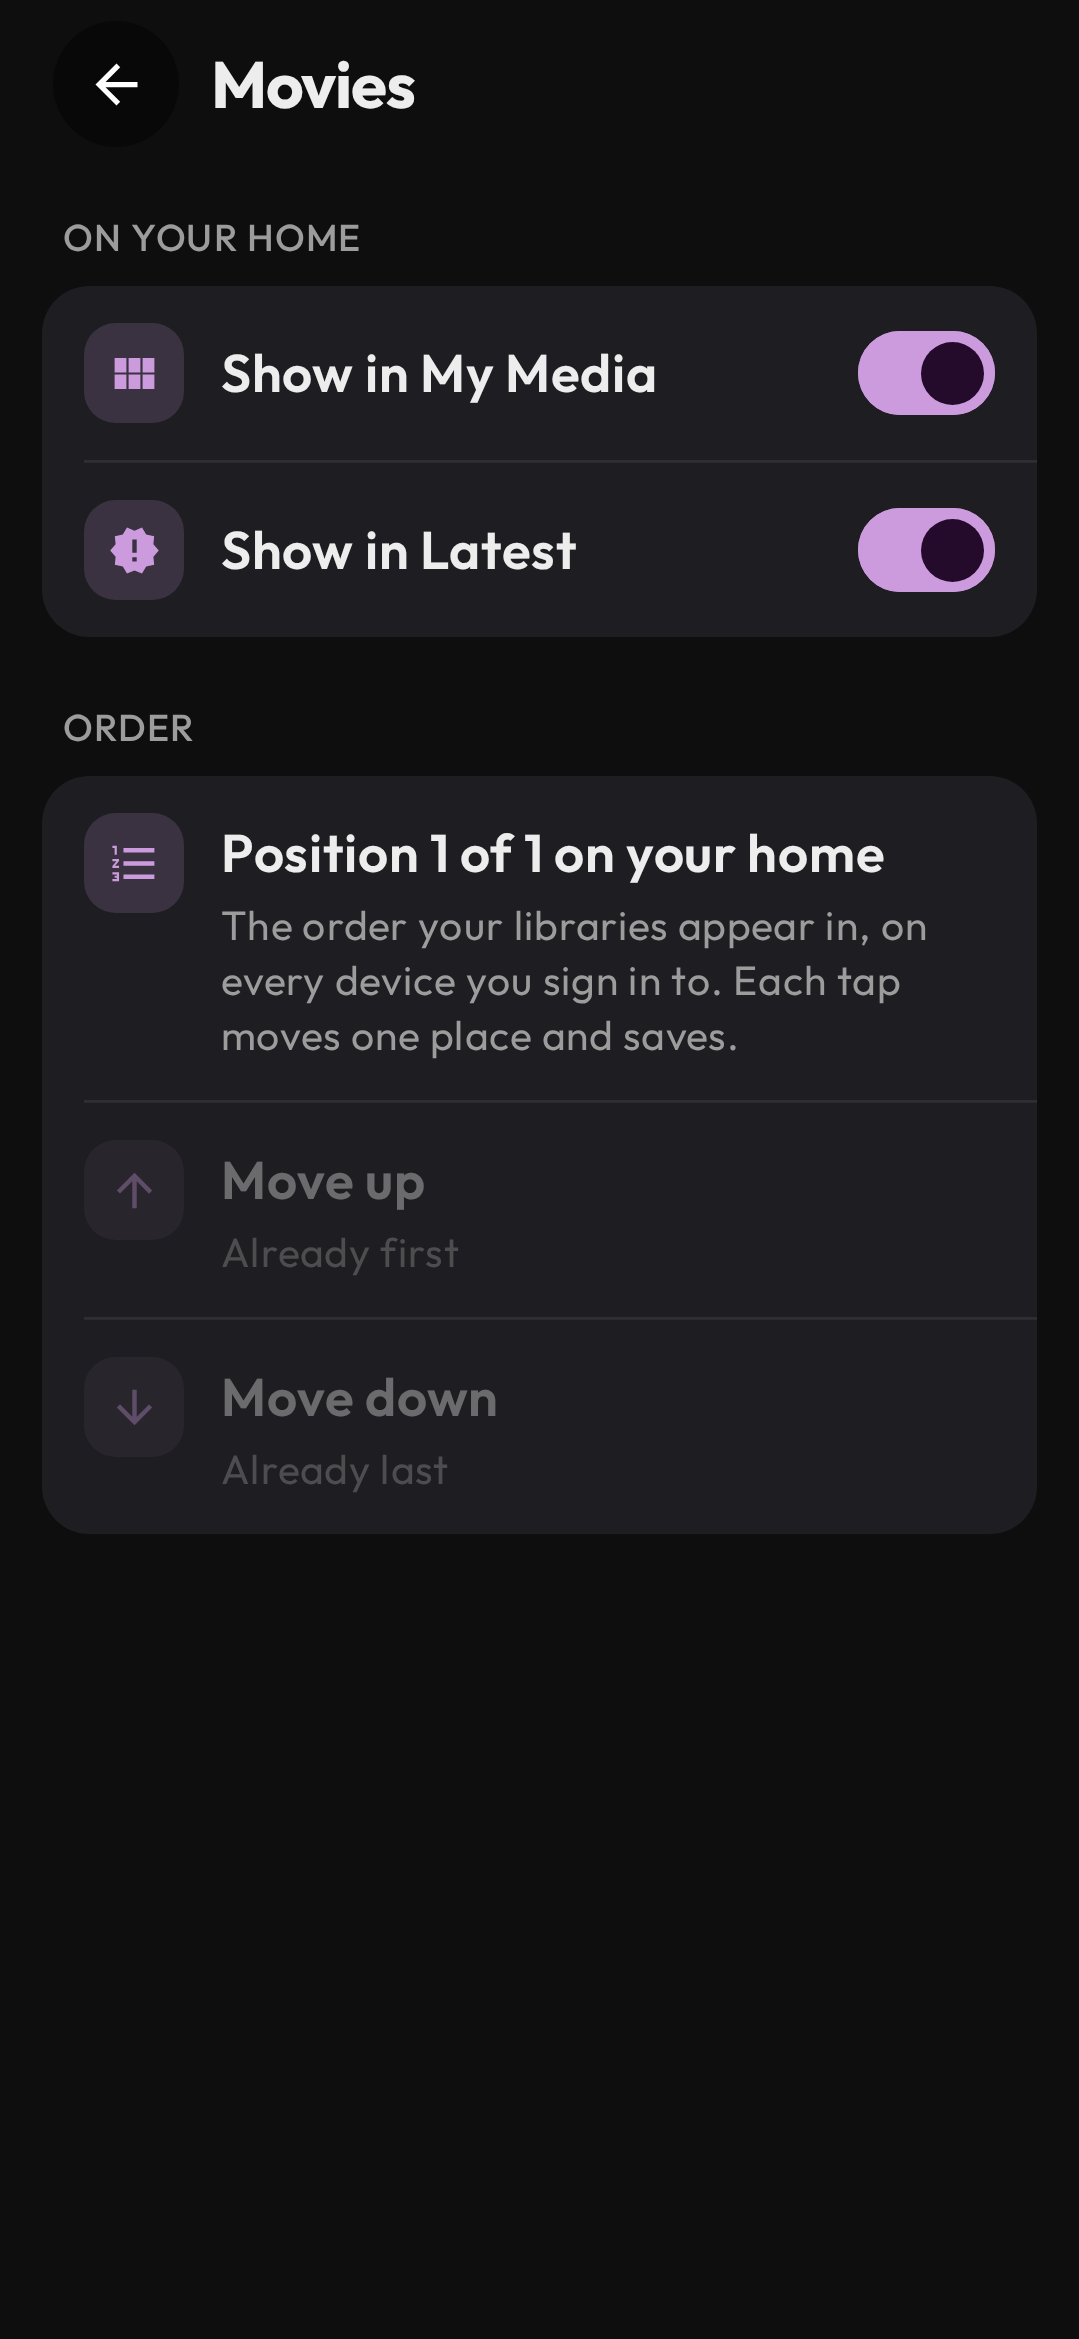 Movies
ON YOUR HOME
Show in My Media
Show in Latest
ORDER
Position 1 of 1 on your home
The order your libraries appear in, on
every device you sign in to. Each tap
moves one place and saves.
Move up
Already first
Move down
Already last